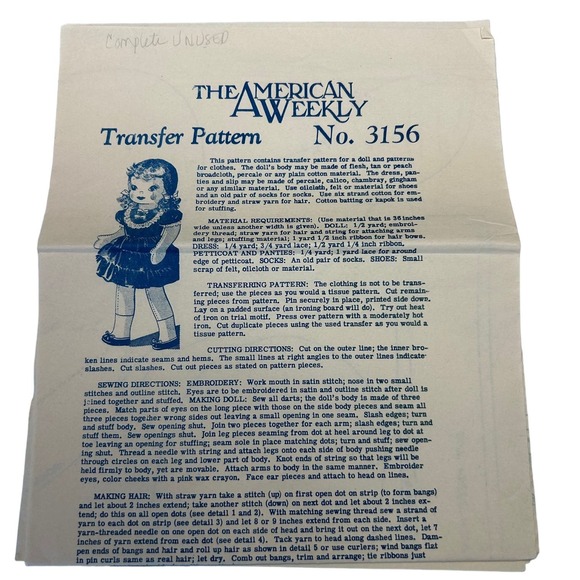 Complete UNUSED
THE AMERICAN
WEEKLY
Transfer Pattern No. 3156
This pattern contains transfer pattern for a doll and patterns
for clothes. The doll's body may be made of flesh, tan or peach
broadcloth, percale or any plain cotton material. The dress, pan-
ties and slip may be made of percale, calico, chambray, gingham
or any similar material. Use oilcloth, felt or material for shoes
and an old pair of socks for socks. Use six strand cotton for em-
broidery and straw yarn for hair. Cotton batting or kapok is used
for stuffing.
MATERIAL REQUIREMENTS: (Use material that is 36 inches
wide unless another width is given). DOLL: 1/2 yard; embroi-
dery thread; straw yarn for hair and string for attaching arms
and legs; stuffing material; 1 yard 1/2 inch ribbon for hair bows.
DRESS: 1/4 yard; 3/4 yard lace; 1/2 yard 1/4 inch ribbon.
PETTICOAT AND PANTIES: 1/4 yard; 1 yard lace for around
edge of petticoat. SOCKS: An old pair of socks. SHOES: Small
scrap of felt, oilcloth or material.
TRANSFERRING PATTERN: The clothing is not to be trans-
ferred; use the pieces as you would a tissue pattern. Cut remain-
ing pieces from pattern. Pin securely in place, printed side down.
Lay on a padded surface (an ironing board will do). Try out heat
of iron on trial motif. Press over pattern with a moderately hot
iron. Cut duplicate pieces using the used transfer as you would a
tissue pattern.
CUTTING DIRECTIONS: Cut on the outer line; the inner bro-
ken lines indicate seams and hems. The small lines at right angles to the outer lines indicate
slashes. Cut slashes. Cut out pieces as stated on pattern pieces.
SEWING DIRECTIONS: EMBROIDERY: Work mouth in satin stitch; nose in two small
stitches and outline stitch. Eyes are to be embroidered in satin and outline stitch after doll is
joined together and stuffed. MAKING DOLL: Sew all darts; the doll's body is made of three
pieces. Match parts of eyes on the long piece with those on the side body pieces and seam all
three pieces together wrong sides out leaving a small opening in one seam. Slash edges; turn
and stuff body. Sew opening shut. Join two pieces together for each arm; slash edges; turn and
stuff them. Sew openings shut. Join leg pieces seaming from dot at heel around leg to dot at
toe leaving an opening for stuffing; seam sole in place matching dots; turn and stuff; sew open-
ing shut. Thread a needle with string and attach legs onto each side of body pushing needle
through circles on each leg and lower part of body. Knot ends of string so that legs will be
held firmly to body, yet are movable. Attach arms to body in the same manner. Embroider
eyes, color cheeks with a pink wax crayon. Face ear pieces and attach to head on lines.
MAKING HAIR: With straw yarn take a stitch (up) on first open dot on strip (to form bangs)
and let about 2 inches extend; take another stitch (down) on next dot and let about 2 inches ex-
tend; do this on all open dots (see detail 1 and 2). With matching sewing thread sew a strand of
yarn to each dot on strip (see detail 3) and let 8 or 9 inches extend from each side. Insert a
yarn-threaded needle on one open dot on each side of head and bring it out on the next dot, let 7
inches of yarn extend from each dot (see detail 4). Tack yarn to head along dashed lines. Dam-
pen ends of bangs and hair and roll up hair as shown in detail 5 or use curlers; wind bangs flat
in pin curls same as real hair; let dry. Comb out bangs, trim and arrange; tie ribbons just